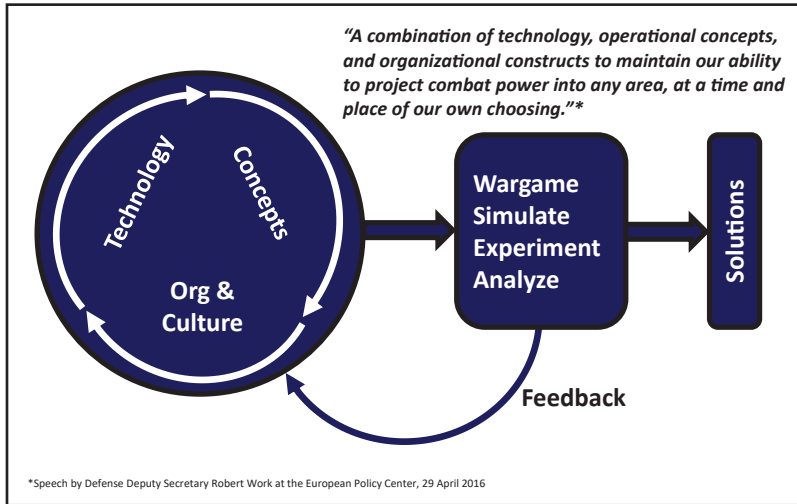 “A combination of technology, operational concepts,
and organizational constructs to maintain our ability
to project combat power into any area, at a time and
place of our own choosing.”*
Technology
Concepts
Org &
Culture
Wargame
Simulate
Experiment
Analyze
Solutions
Feedback
*Speech by Defense Deputy Secretary Robert Work at the European Policy Center, 29 April 2016